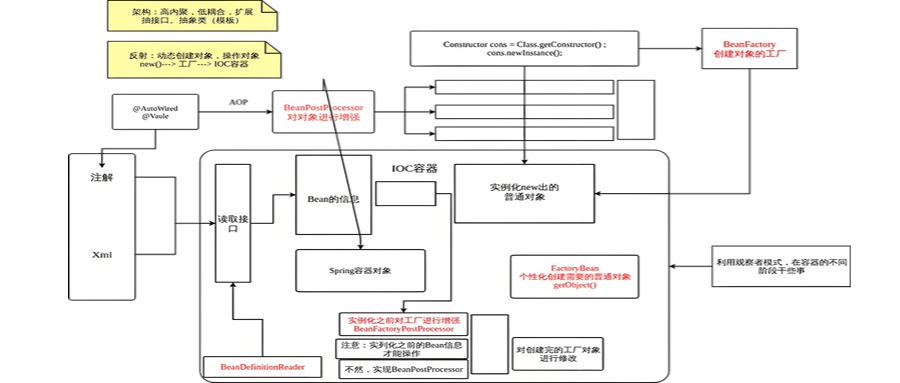 架构：高内聚，低耦合，扩展
抽接口、抽象类（模板）
反射：动态创建对象，操作对象
new()---> 工厂---> IOC容器
Constructor cons = Class.getConstructor() ;
cons.newInstance();
BeanFactory
创建对象的工厂
@AutoWired
@Vaule
AOP
BeanPostProcessor
对对象进行增强
注解
Xml
读取接
口
Bean的信息
IOC容器
实例化new出的
普通对象
Spring容器对象
FactoryBean
个性化创建需要的普通对象
getObject()
利用观察者模式，在容器的不同
阶段干些事
实例化之前对工厂进行增强
BeanFactoryPostProcessor
注意：实列化之前的Bean信息
才能操作
不然，实现BeanPostProcessor
对创建完的工厂对象
进行修改
BeanDefinitionReader